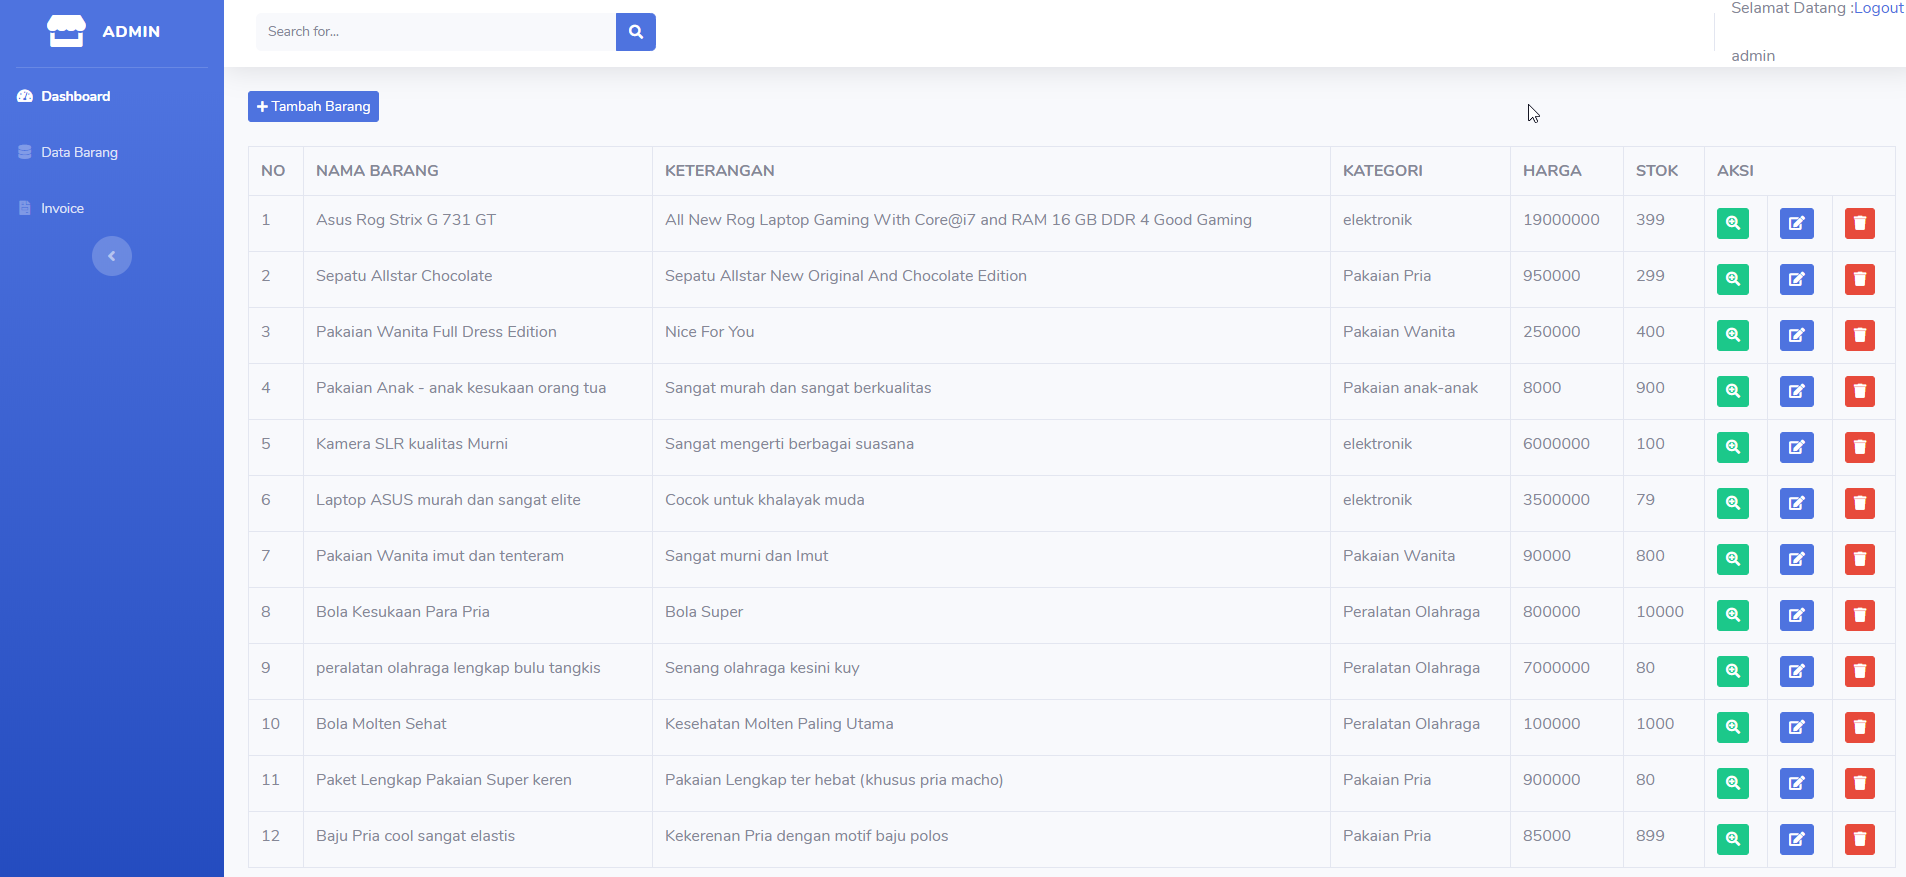 ADMIN
Search for...
Selamat Datang :Logout
admin
Dashboard
Data Barang
Invoice
Tambah Barang
NO NAMA BARANG KETERANGAN KATEGORI HARGA STOK AKSI
1 Asus Rog Strix G 731 GT All New Rog Laptop Gaming With Core@i7 and RAM 16 GB DDR 4 Good Gaming elektronik 19000000 399
2 Sepatu Allstar Chocolate Sepatu Allstar New Original And Chocolate Edition Pakaian Pria 950000 299
3 Pakaian Wanita Full Dress Edition Nice For You Pakaian Wanita 250000 400
4 Pakaian Anak - anak kesukaan orang tua Sangat murah dan sangat berkualitas Pakaian anak-anak 8000 900
5 Kamera SLR kualitas Murni Sangat mengerti berbagai suasana elektronik 6000000 100
6 Laptop ASUS murah dan sangat elite Cocok untuk khalayak muda elektronik 3500000 79
7 Pakaian Wanita imut dan tenteram Sangat murni dan Imut Pakaian Wanita 90000 800
8 Bola Kesukaan Para Pria Bola Super Peralatan Olahraga 800000 10000
9 peralatan olahraga lengkap bulu tangkis Senang olahraga kesini kuy Peralatan Olahraga 7000000 80
10 Bola Molten Sehat Kesehatan Molten Paling Utama Peralatan Olahraga 100000 1000
11 Paket Lengkap Pakaian Super keren Pakaian Lengkap ter hebat (khusus pria macho) Pakaian Pria 900000 80
12 Baju Pria cool sangat elastis Kekerenan Pria dengan motif baju polos Pakaian Pria 85000 899